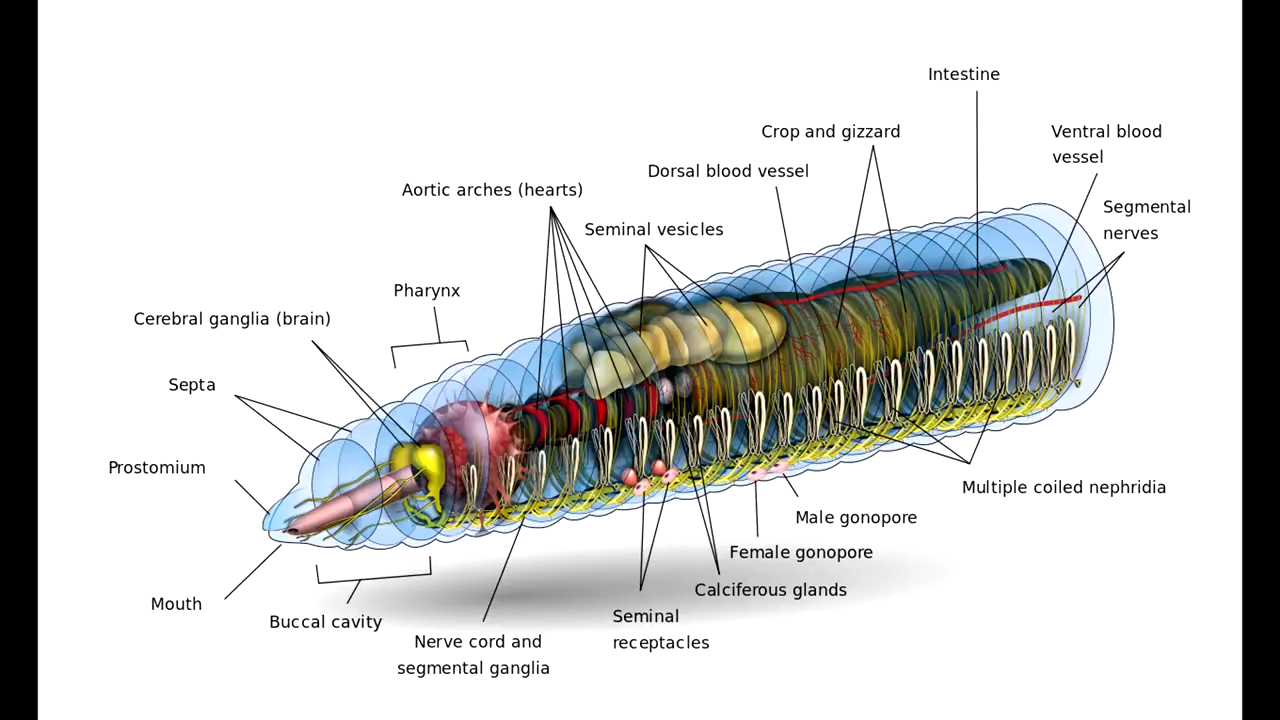 Intestine
Crop and gizzard
Ventral blood
vessel
Dorsal blood vessel
Aortic arches (hearts)
Segmental
nerves
Seminal vesicles
Pharynx
Cerebral ganglia (brain)
Septa
Prostomium
Multiple coiled nephridia
Male gonopore
Female gonopore
Calciferous glands
Mouth
Buccal cavity
Seminal
receptacles
Nerve cord and
segmental ganglia